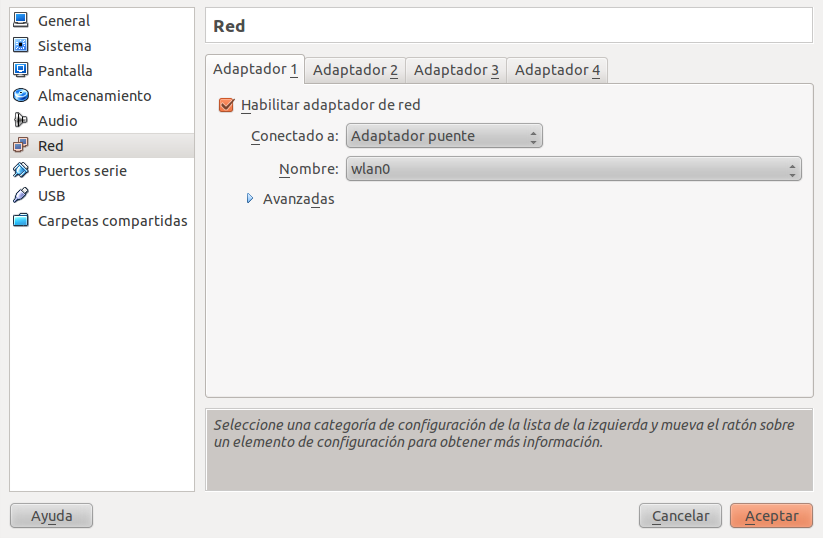 General
Sistema
Pantalla
Almacenamiento
Audio
Red
Puertos serie
USB
Carpetas compartidas
Red
Adaptador 1
Adaptador 2
Adaptador 3
Adaptador 4
Habilitar adaptador de red
Conectado a:
Adaptador puente
Nombre:
wlan0
Avanzadas
Seleccione una categoría de configuración de la lista de la izquierda y mueva el ratón sobre
un elemento de configuración para obtener más información.
Ayuda
Cancelar
Aceptar